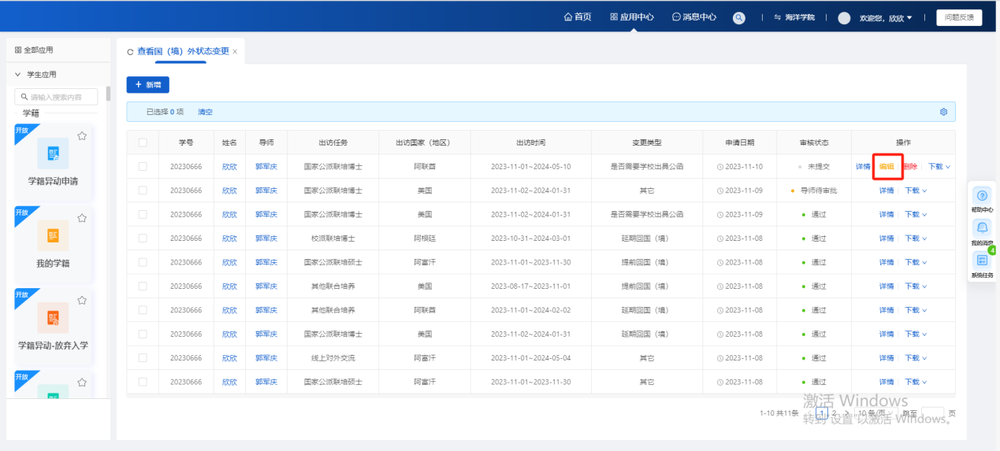 首页 应用中心 消息中心 海洋学院 欢迎您, 欣欣 问题反馈
全部应用
查看国（境）外状态变更 ×
学生应用
+ 新增
请输入搜索内容
学籍
已选择 0 项 清空
开放
学籍异动申请
开放
我的学籍
开放
学籍异动-放弃入学
开放
学号 姓名 导师 出访任务 出访国家（地区） 出访时间 变更类型 申请日期 审核状态 操作
20230666 欣欣 郭军庆 国家公派联培博士 阿联酋 2023-11-01~2024-05-10 是否需要学校出具公函 2023-11-10 未提交 详情 编辑 删除 下载
20230666 欣欣 郭军庆 国家公派联培博士 美国 2023-11-02~2024-01-31 其它 2023-11-09 导师待审批 详情 下载
20230666 欣欣 郭军庆 国家公派联培博士 美国 2023-11-02~2024-01-31 是否需要学校出具公函 2023-11-09 通过 详情 下载
20230666 欣欣 郭军庆 校派联培博士 阿根廷 2023-10-31~2024-03-01 延期回国（境） 2023-11-08 通过 详情 下载
20230666 欣欣 郭军庆 国家公派联培硕士 阿富汗 2023-11-01~2023-11-30 提前回国（境） 2023-11-08 通过 详情 下载
20230666 欣欣 郭军庆 其他联合培养 美国 2023-08-17~2023-11-01 提前回国（境） 2023-11-08 通过 详情 下载
20230666 欣欣 郭军庆 其他联合培养 阿联酋 2023-11-01~2024-02-02 延期回国（境） 2023-11-08 通过 详情 下载
20230666 欣欣 郭军庆 国家公派联培博士 美国 2023-11-02~2024-01-31 延期回国（境） 2023-11-08 通过 详情 下载
20230666 欣欣 郭军庆 线上对外交流 阿富汗 2023-11-01~2024-05-04 其它 2023-11-08 通过 详情 下载
20230666 欣欣 郭军庆 国家公派联培硕士 阿富汗 2023-11-01~2023-11-30 其它 2023-11-08 通过 详情 下载
1-10 共11条 < 1 2 > 10 条/页 跳至 页
激活 Windows
转到"设置"以激活 Windows。
帮助中心
我的消息
4
系统任务